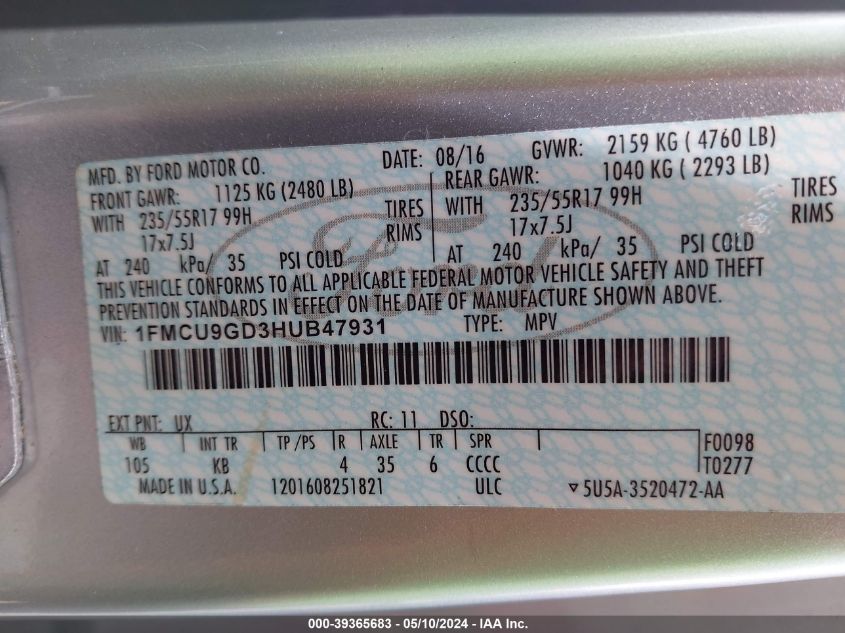 MFD. BY FORD MOTOR CO. DATE: 08/16 GVWR: 2159 KG ( 4760 LB)
FRONT GAWR: 1125 KG (2480 LB) REAR GAWR: 1040 KG ( 2293 LB)
WITH 235/55R17 99H TIRES WITH 235/55R17 99H TIRES
17x7.5J RIMS 17x7.5J RIMS
AT 240 kPa/ 35 PSI COLD AT 240 kPa/ 35 PSI COLD
THIS VEHICLE CONFORMS TO ALL APPLICABLE FEDERAL MOTOR VEHICLE SAFETY AND THEFT
PREVENTION STANDARDS IN EFFECT ON THE DATE OF MANUFACTURE SHOWN ABOVE.
VIN: 1FMCU9GD3HUB47931 TYPE: MPV
Ford
EXT PNT: UX RC: 11 DSO:
WB INT TR TP /PS R AXLE TR SPR F0098
105 KB 4 35 6 CCCC T0277
MADE IN U.S.A. 1201608251821 ULC ▽5U5A-3520472-AA
000-39365683 - 05/10/2024 - IAA Inc.